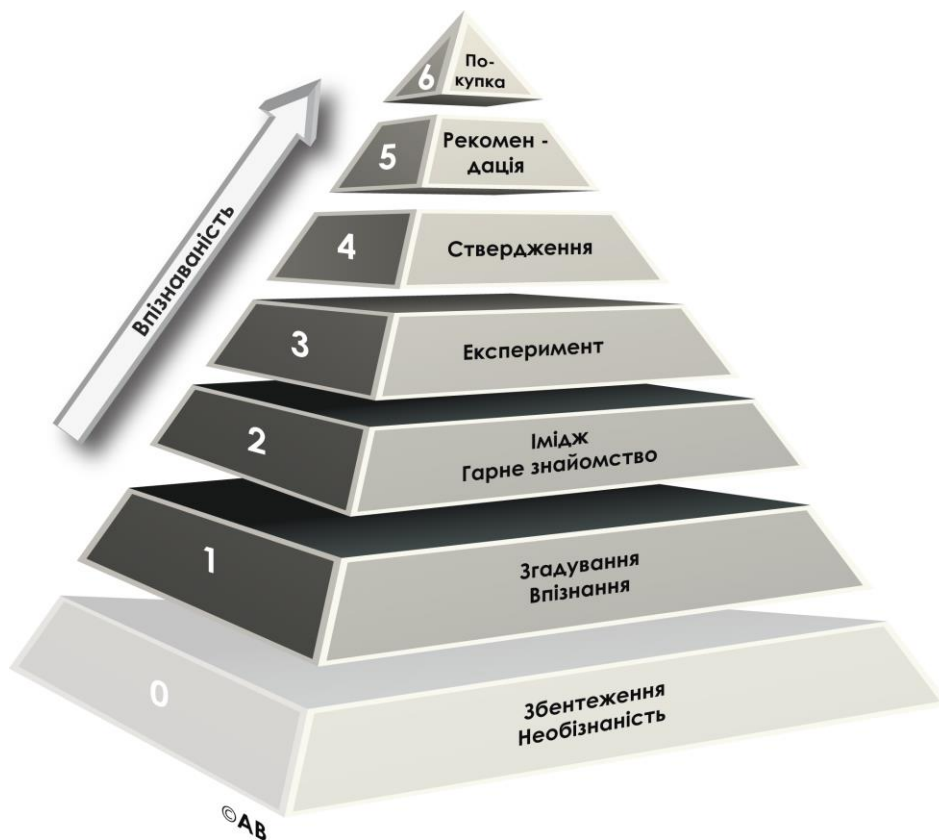 6
По-
купка
5
Рекомен -
дація
4
Ствердження
3
Експеримент
2
Імідж
Гарне знайомство
1
Згадування
Впізнання
0
Збентеження
Необізнаність
Впізнаваність
©АВ